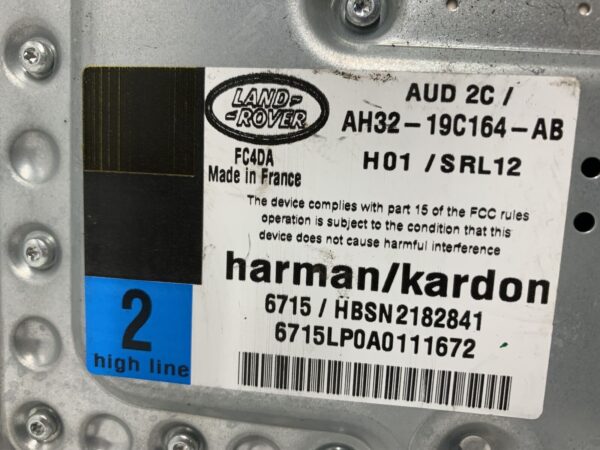 LAND-
-ROVER
FC4DA
Made in France
AUD 2C /
AH32-19C164-AB
H01 /SRL12
The device complies with part 15 of the FCC rules
operation is subject to the condition that this
device does not cause harmful interference
harman/kardon
6715 / HBSN2182841
6715LP0A0111672
2
high line